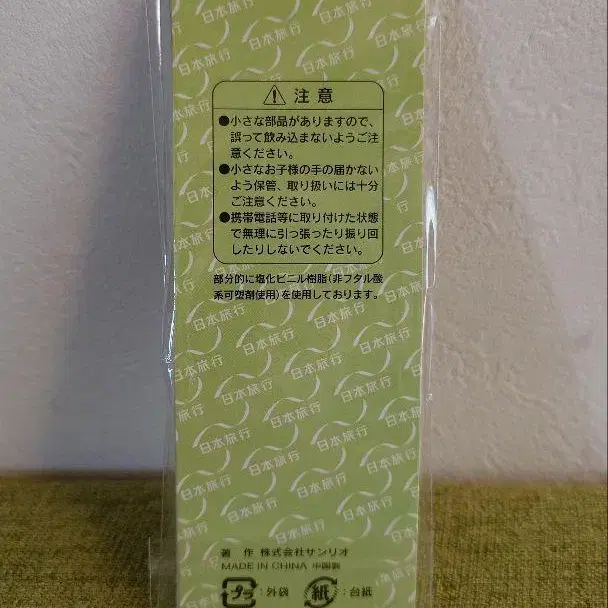 注意
●小さな部品がありますので、
誤って飲み込まないようご注
意ください。
●小さなお子様の手の届かない
よう保管、取り扱いには十分
ご注意ください。
●携帯電話等に取り付けた状態
で無理に引っ張ったり振り回
したりしないでください。
部分的に塩化ビニル樹脂(非フタル酸
系可塑剤使用)を使用しております。
日本旅行
著 作 株式会社サンリオ
MADE IN CHINA 中国製
プラ:外袋 紙:台紙